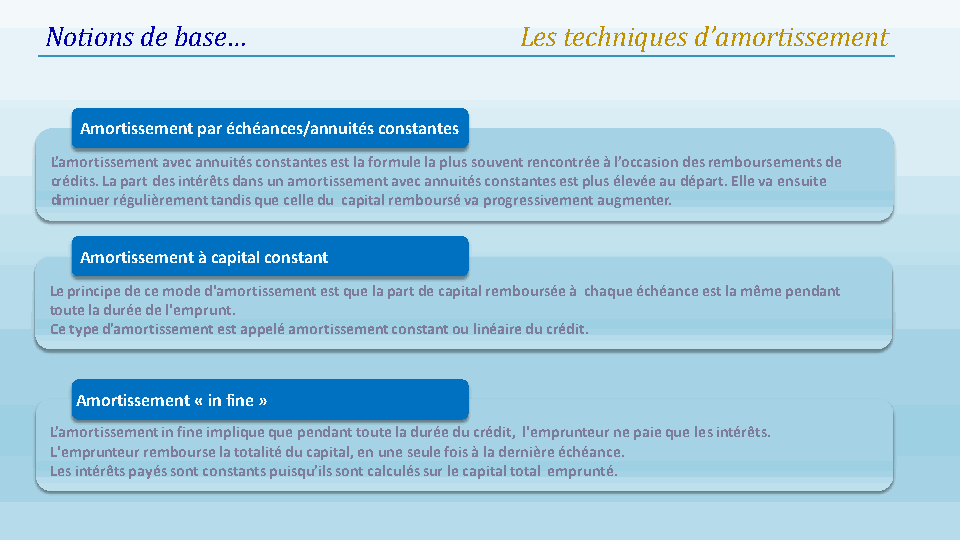 Notions de base…
Les techniques d'amortissement
Amortissement par échéances/annuités constantes
L'amortissement avec annuités constantes est la formule la plus souvent rencontrée à l'occasion des remboursements de
crédits. La part des intérêts dans un amortissement avec annuités constantes est plus élevée au départ. Elle va ensuite
diminuer régulièrement tandis que celle du capital remboursé va progressivement augmenter.
Amortissement à capital constant
Le principe de ce mode d'amortissement est que la part de capital remboursée à chaque échéance est la même pendant
toute la durée de l'emprunt.
Ce type d'amortissement est appelé amortissement constant ou linéaire du crédit.
Amortissement « in fine »
L'amortissement in fine implique que pendant toute la durée du crédit, l'emprunteur ne paie que les intérêts.
L'emprunteur rembourse la totalité du capital, en une seule fois à la dernière échéance.
Les intérêts payés sont constants puisqu'ils sont calculés sur le capital total emprunté.